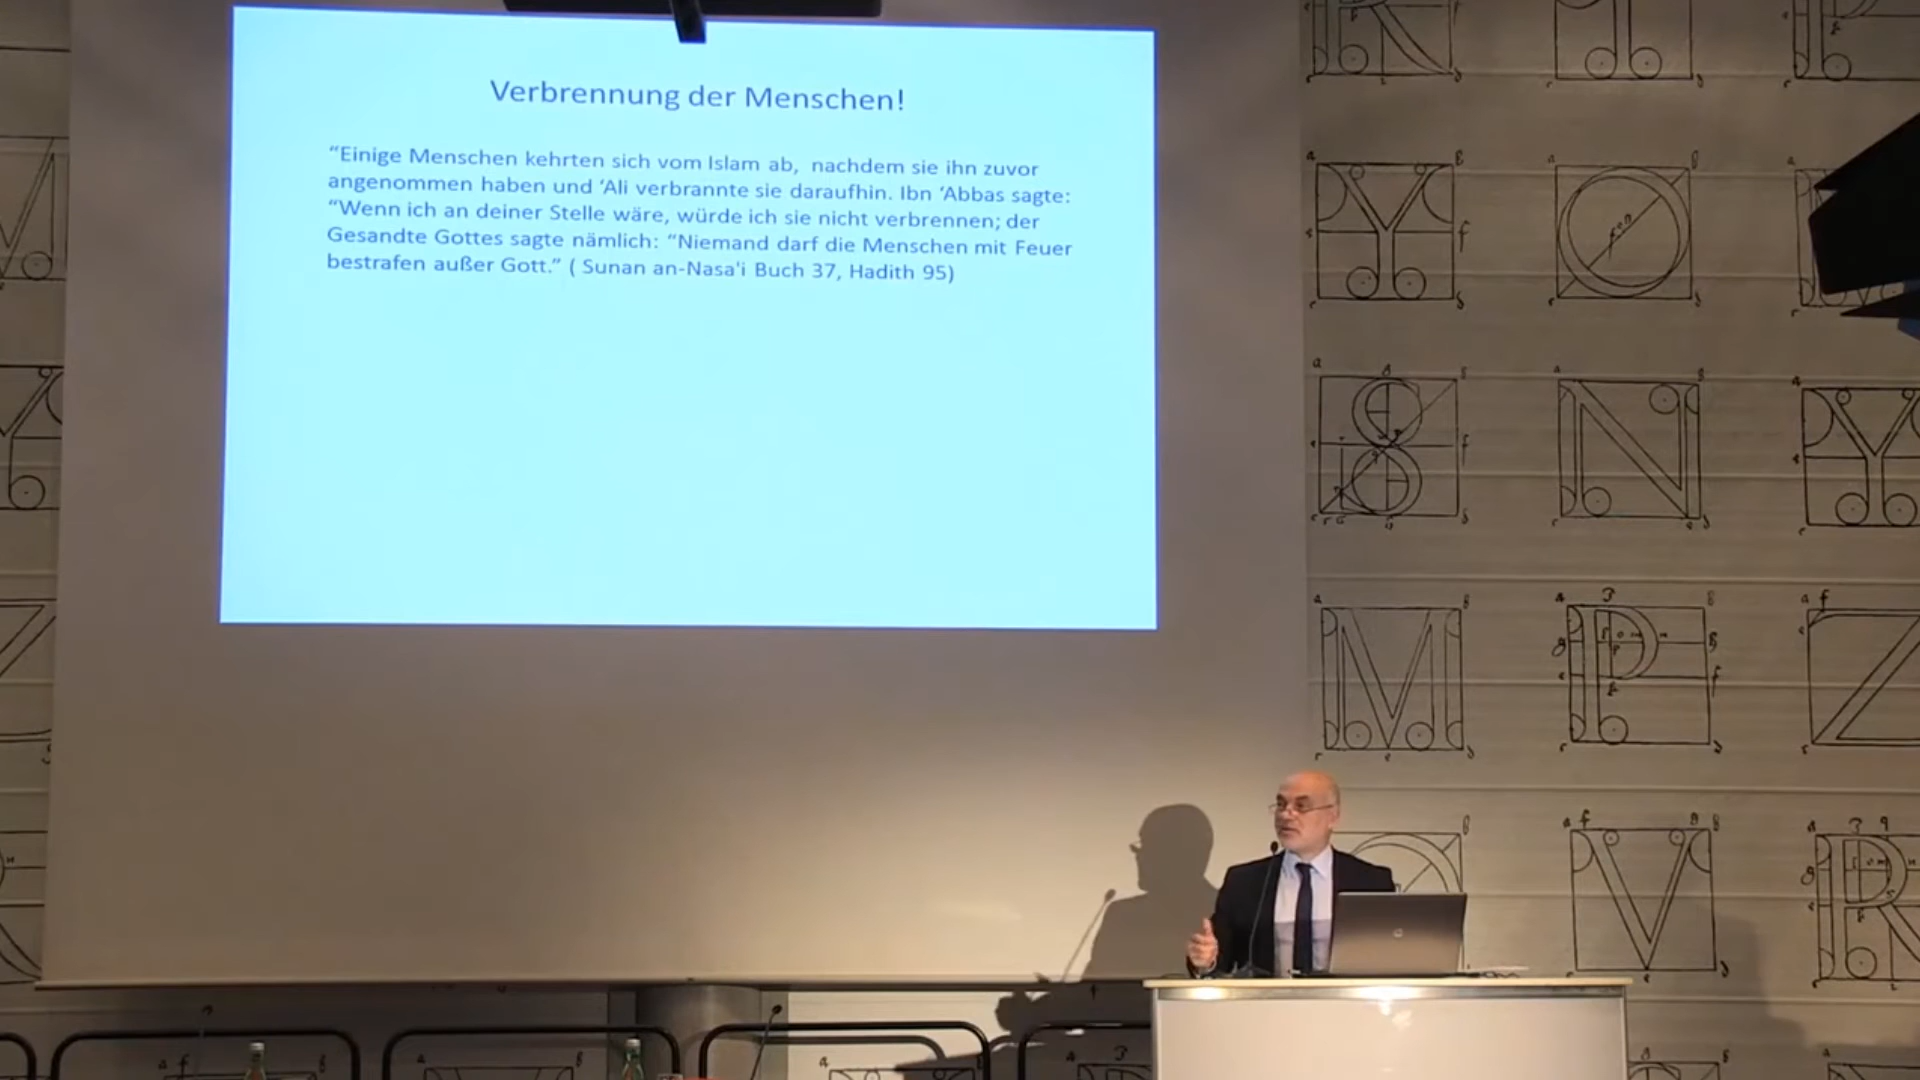 Verbrennung der Menschen!
“Einige Menschen kehrten sich vom Islam ab, nachdem sie ihn zuvor
angenommen haben und ‘Ali verbrannte sie daraufhin. Ibn ‘Abbas sagte:
“Wenn ich an deiner Stelle wäre, würde ich sie nicht verbrennen; der
Gesandte Gottes sagte nämlich: “Niemand darf die Menschen mit Feuer
bestrafen außer Gott.” ( Sunan an-Nasa'i Buch 37, Hadith 95)
Y O
N Y
M P Z
V R